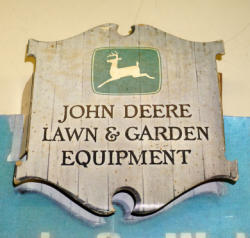 JOHN DEERE
LAWN & GARDEN
EQUIPMENT